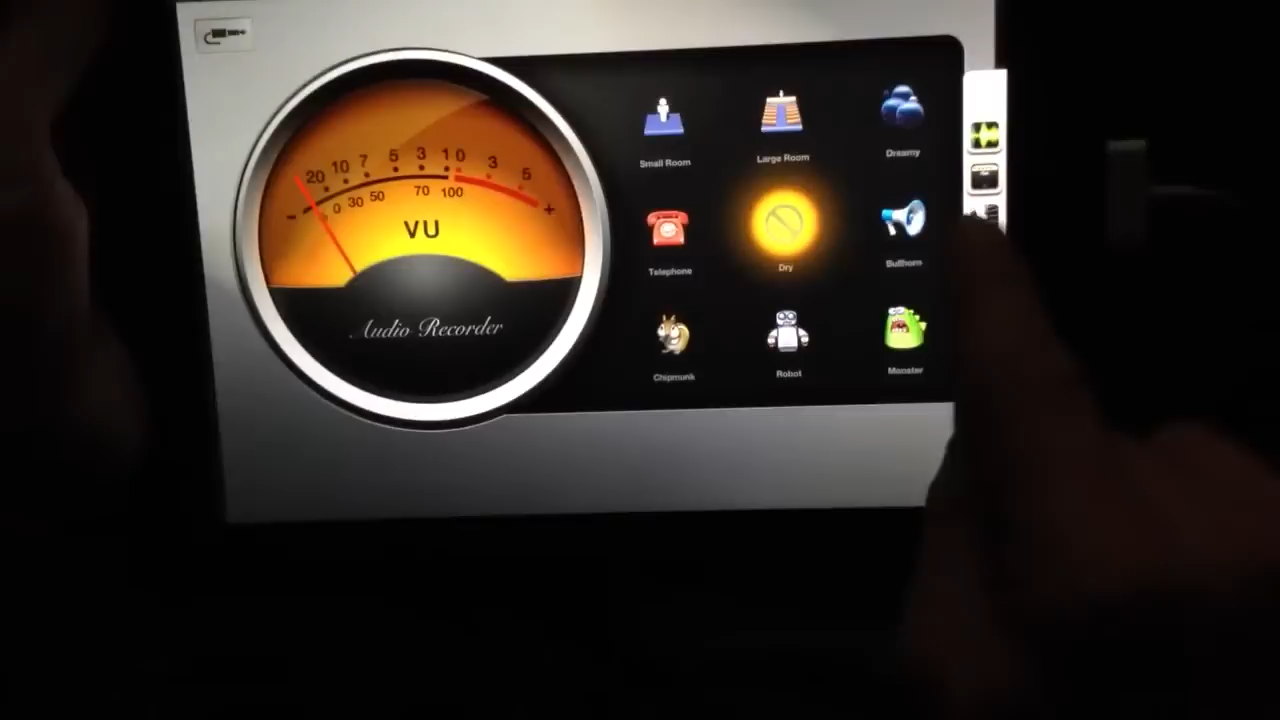 20 10 7 5 3 1 0 3 5
- 0 30 50 70 100 +
VU
Audio Recorder
Small Room
Large Room
Dreamy
Telephone
Dry
Bullhorn
Chipmunk
Robot
Monster